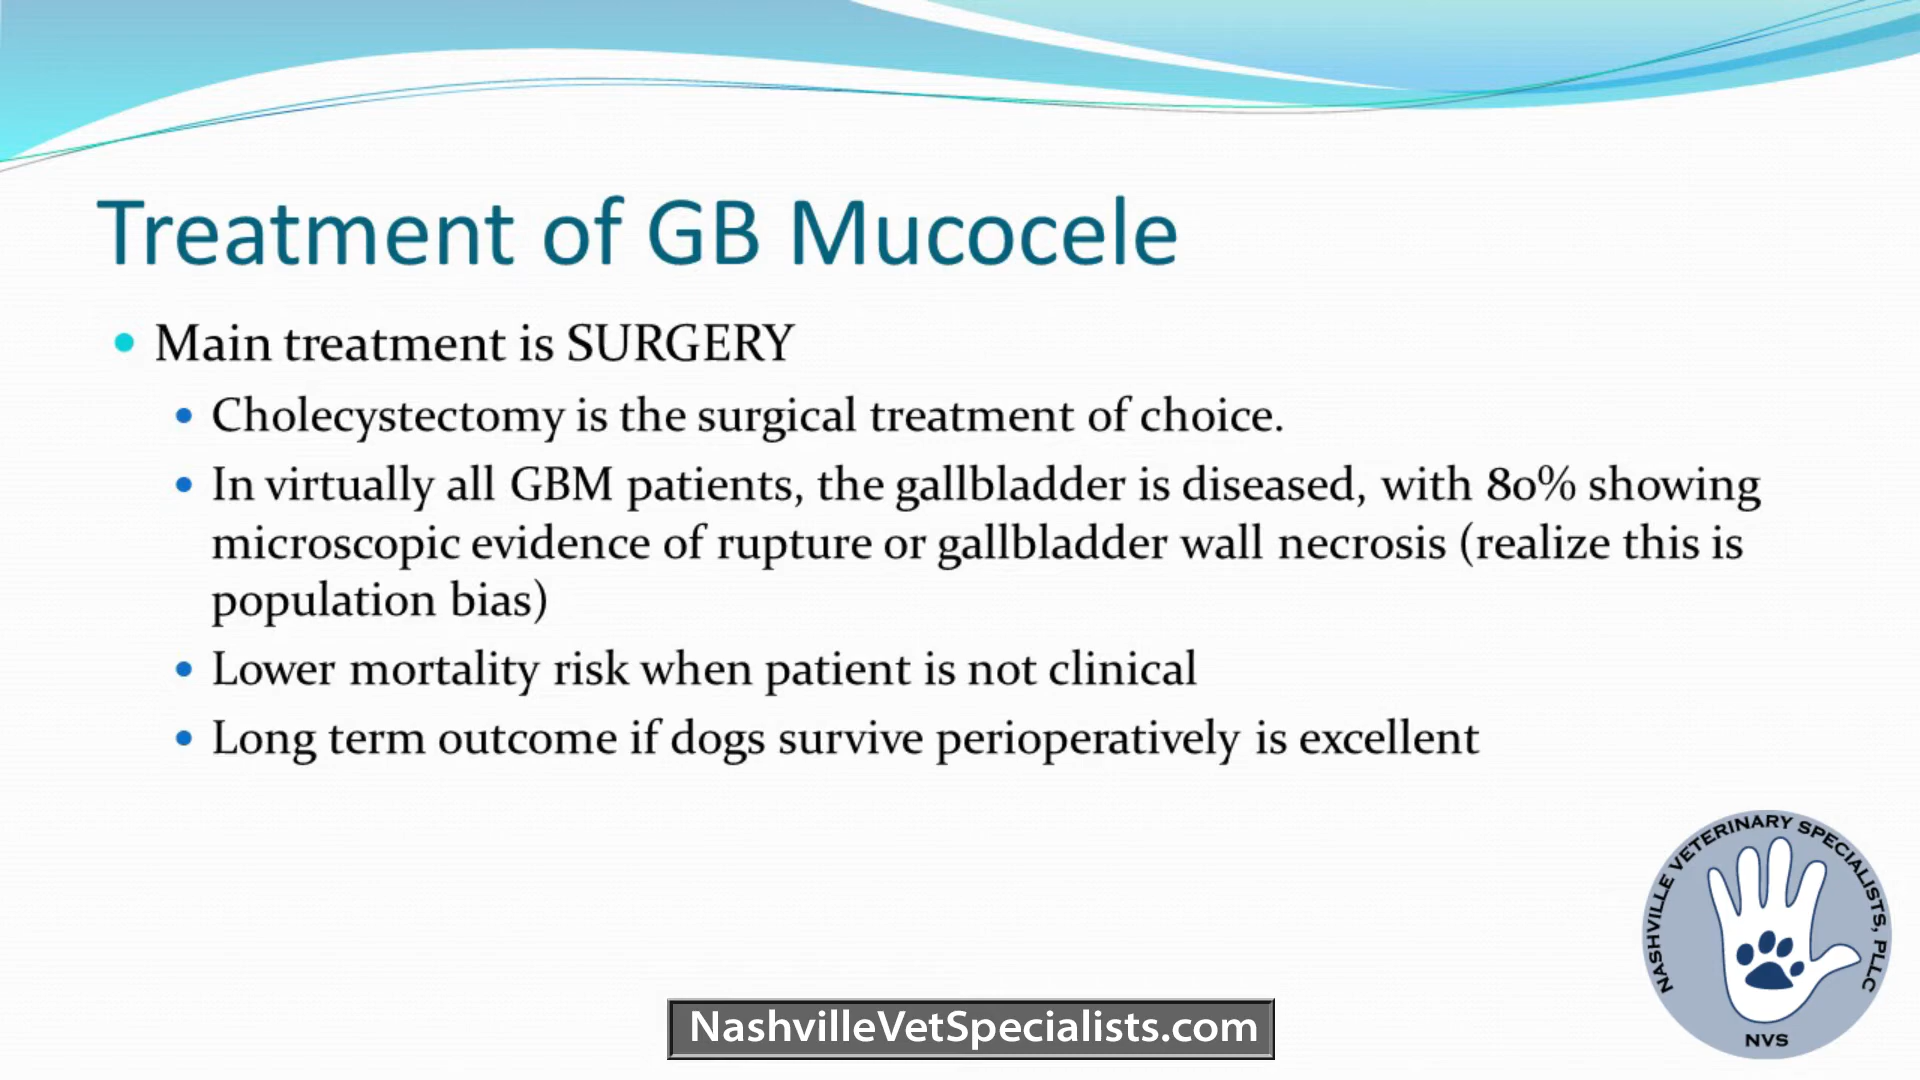 Treatment of GB Mucocele
Main treatment is SURGERY
Cholecystectomy is the surgical treatment of choice.
In virtually all GBM patients, the gallbladder is diseased, with 80% showing
microscopic evidence of rupture or gallbladder wall necrosis (realize this is
population bias)
Lower mortality risk when patient is not clinical
Long term outcome if dogs survive perioperatively is excellent
NASHVILLE VETERINARY SPECIALISTS, PLLC
NVS
NashvilleVetSpecialists.com